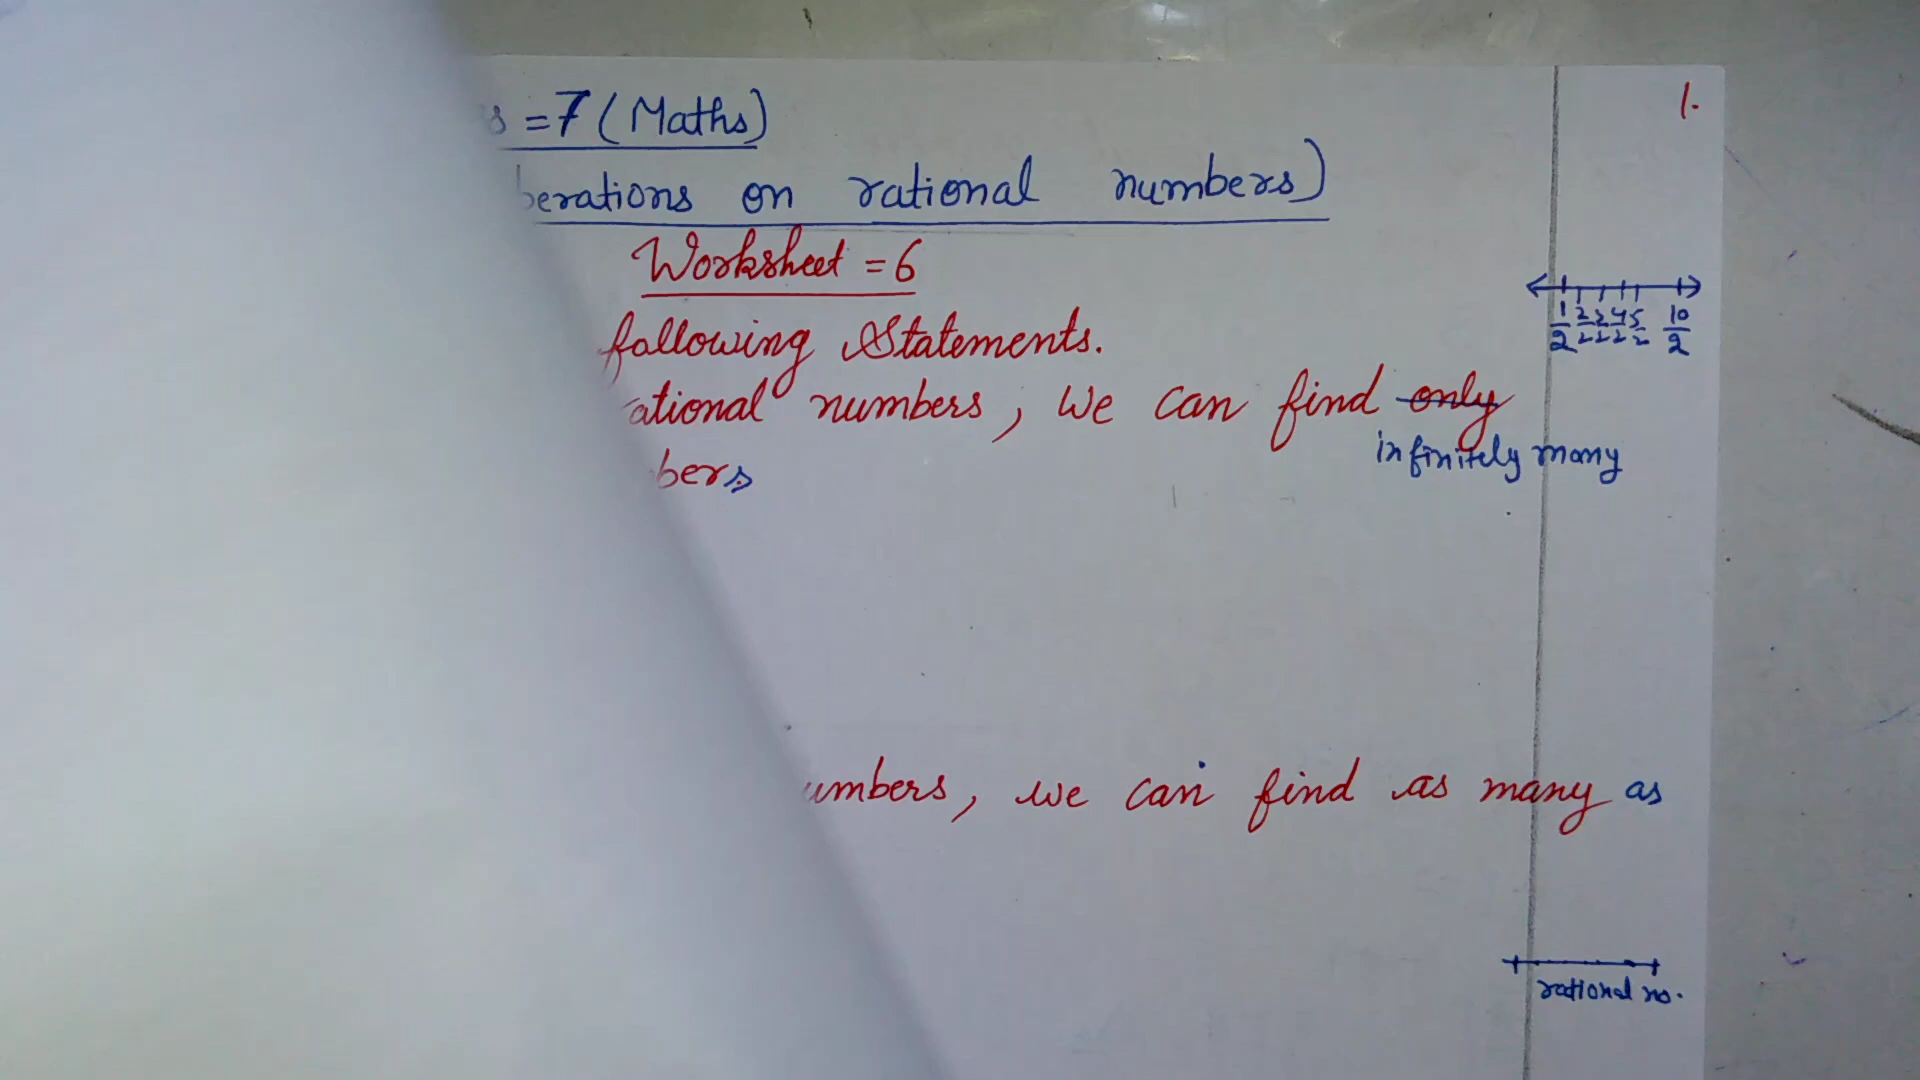 1.
s = 7 (Maths)
perations on rational numbers)
Worksheet = 6
1/2 2/2 3/2 4/2 5/2 10/2
following Statements.
ational numbers, We can find only
infinitely many
bers
umbers, we can find as many as
rational no.